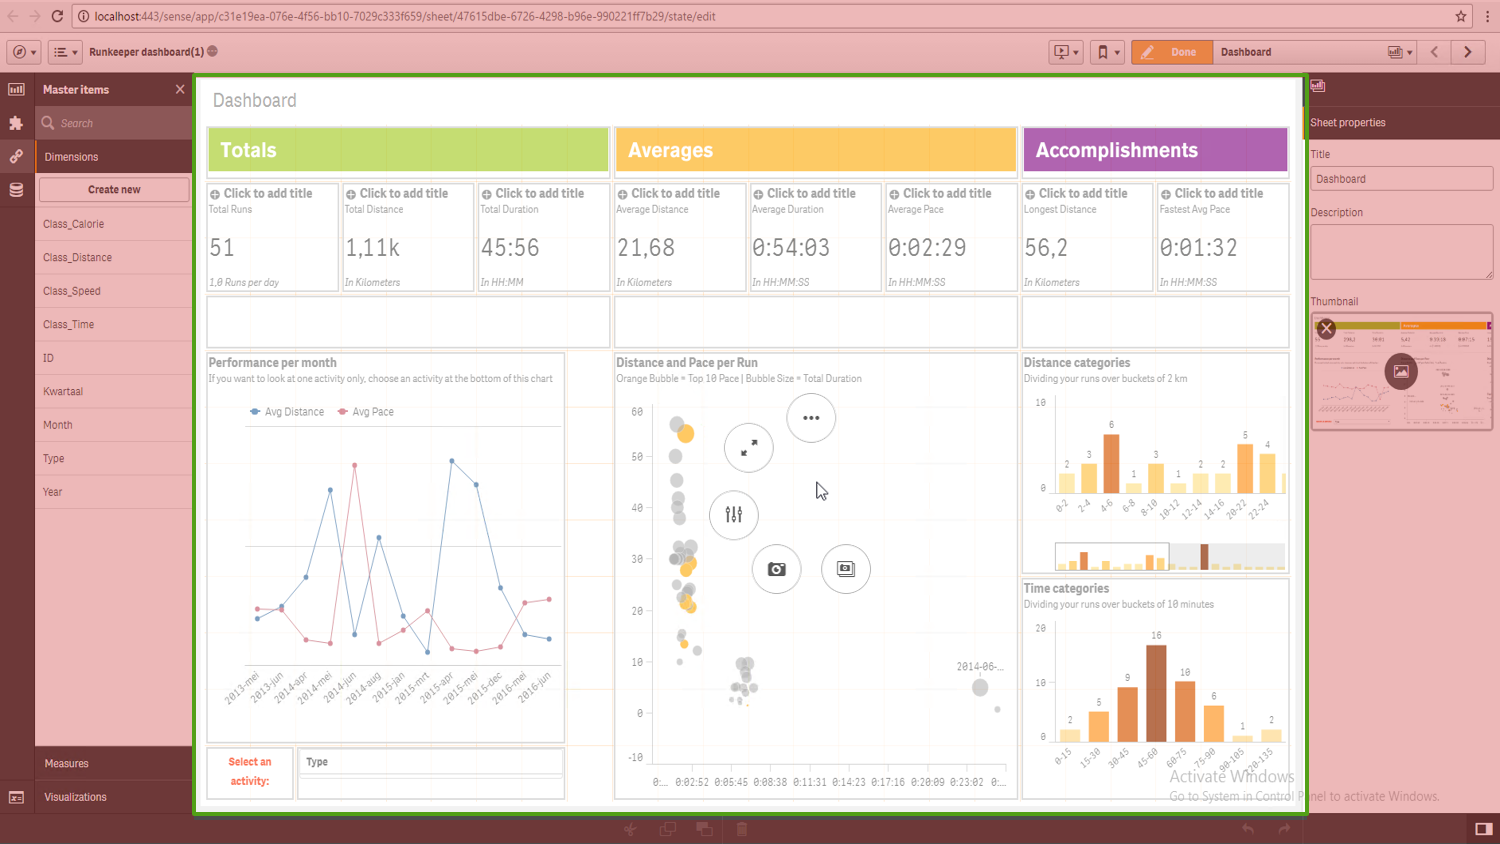 localhost:443/sense/app/c31e19ea-076e-4f56-bb10-7029c333f659/sheet/47615dbe-6726-4298-b96e-990221ff7b29/state/edit
Runkeeper dashboard(1)
Done
Dashboard
Master items
Search
Dimensions
Create new
Class_Calorie
Class_Distance
Class_Speed
Class_Time
ID
Kwartaal
Month
Type
Year
Measures
Visualizations
Dashboard
Totals
Averages
Accomplishments
Click to add title
Total Runs
51
1,0 Runs per day
Click to add title
Total Distance
1,11k
In Kilometers
Click to add title
Total Duration
45:56
In HH:MM
Click to add title
Average Distance
21,68
In Kilometers
Click to add title
Average Duration
0:54:03
In HH:MM:SS
Click to add title
Average Pace
0:02:29
In HH:MM:SS
Click to add title
Longest Distance
56,2
In Kilometers
Click to add title
Fastest Avg Pace
0:01:32
In HH:MM:SS
Performance per month
If you want to look at one activity only, choose an activity at the bottom of this chart
Avg Distance Avg Pace
2013-mei 2013-jun 2014-apr 2014-mei 2014-jun 2014-aug 2015-jan 2015-mrt 2015-apr 2015-mei 2015-dec 2016-mei 2016-jun
Select an
activity:
Type
Distance and Pace per Run
Orange Bubble = Top 10 Pace | Bubble Size = Total Duration
60
50
40
30
20
10
0
-10
2014-06-...
0:... 0:02:52 0:05:45 0:08:38 0:11:31 0:14:23 0:17:16 0:20:09 0:23:02 0:...
Distance categories
Dividing your runs over buckets of 2 km
10
0
2 3 6 1 3 1 2 2 5 4
0-2 2-4 4-6 6-8 8-10 10-12 12-14 14-16 20-22 22-24
Time categories
Dividing your runs over buckets of 10 minutes
20
10
0
2 5 9 16 10 6 1 2
0-15 15-30 30-45 45-60 60-75 75-90 90-105 120-135
Sheet properties
Title
Dashboard
Description
Thumbnail
Activate Windows
Go to System in Control Panel to activate Windows.